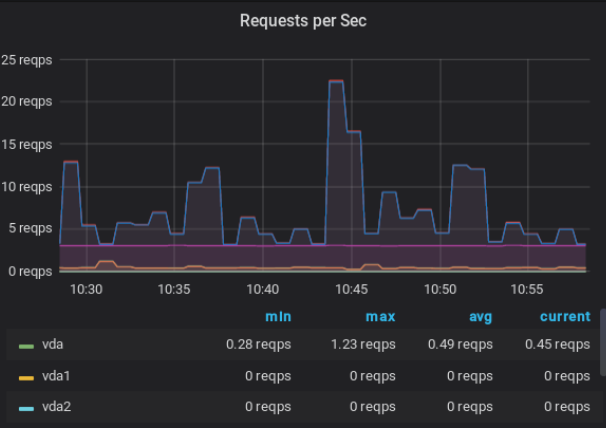 Requests per Sec
25 reqps
20 reqps
15 reqps
10 reqps
5 reqps
0 reqps
10:30 10:35 10:40 10:45 10:50 10:55
min max avg current
vda 0.28 reqps 1.23 reqps 0.49 reqps 0.45 reqps
vda1 0 reqps 0 reqps 0 reqps 0 reqps
vda2 0 reqps 0 reqps 0 reqps 0 reqps